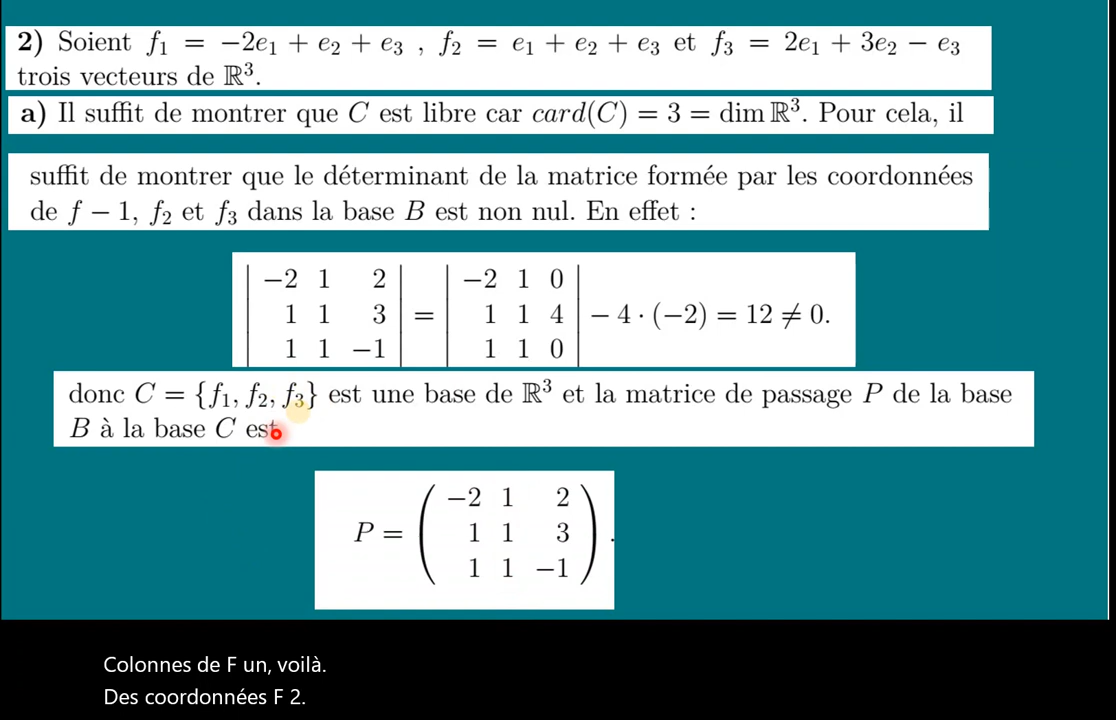 2) Soient f₁ = −2e₁ + e₂ + e₃ , f₂ = e₁ + e₂ + e₃ et f₃ = 2e₁ + 3e₂ − e₃
trois vecteurs de ℝ³.
a) Il suffit de montrer que C est libre car card(C) = 3 = dim ℝ³. Pour cela, il
suffit de montrer que le déterminant de la matrice formée par les coordonnées
de f − 1, f₂ et f₃ dans la base B est non nul. En effet :
| −2 1 2 | | −2 1 0 |
| 1 1 3 | = | 1 1 4 | − 4 · (−2) = 12 ≠ 0.
| 1 1 −1 | | 1 1 0 |
donc C = {f₁, f₂, f₃} est une base de ℝ³ et la matrice de passage P de la base
B à la base C est
( −2 1 2 )
P = ( 1 1 3 ) .
( 1 1 −1 )
Colonnes de F un, voilà.
Des coordonnées F 2.